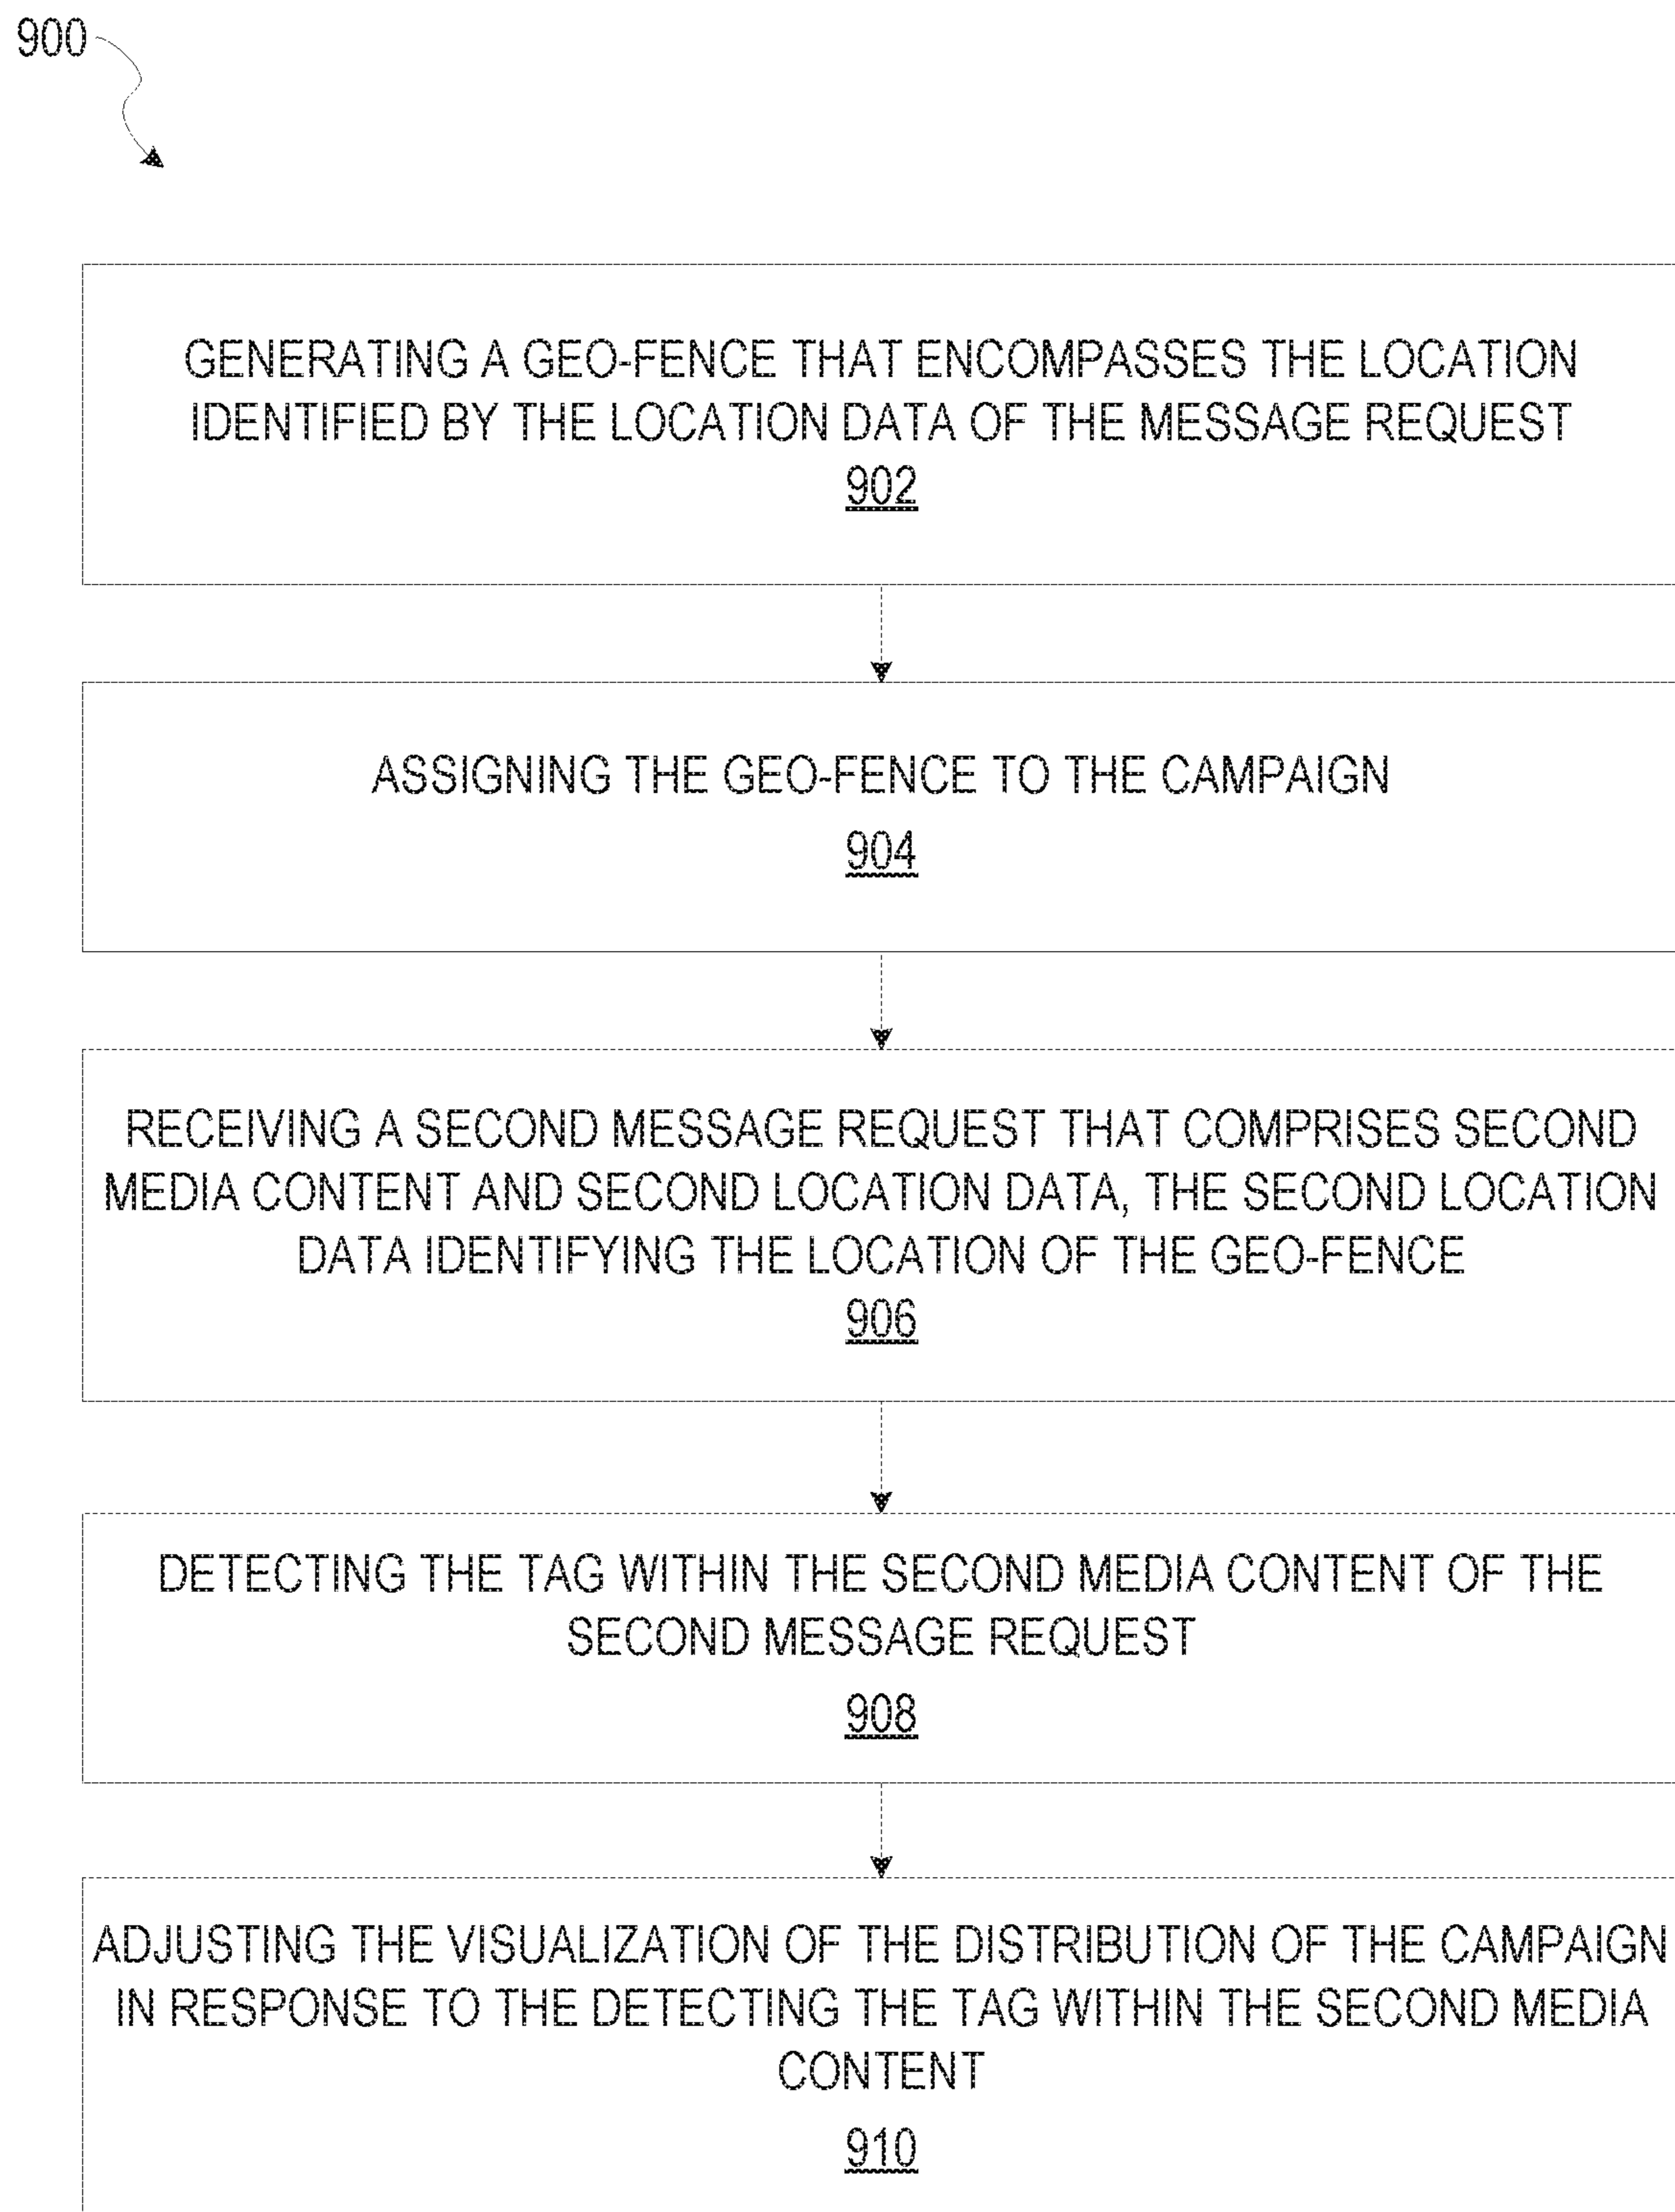 900
GENERATING A GEO-FENCE THAT ENCOMPASSES THE LOCATION
IDENTIFIED BY THE LOCATION DATA OF THE MESSAGE REQUEST
902
ASSIGNING THE GEO-FENCE TO THE CAMPAIGN
904
RECEIVING A SECOND MESSAGE REQUEST THAT COMPRISES SECOND
MEDIA CONTENT AND SECOND LOCATION DATA, THE SECOND LOCATION
DATA IDENTIFYING THE LOCATION OF THE GEO-FENCE
906
DETECTING THE TAG WITHIN THE SECOND MEDIA CONTENT OF THE
SECOND MESSAGE REQUEST
908
ADJUSTING THE VISUALIZATION OF THE DISTRIBUTION OF THE CAMPAIGN
IN RESPONSE TO THE DETECTING THE TAG WITHIN THE SECOND MEDIA
CONTENT
910